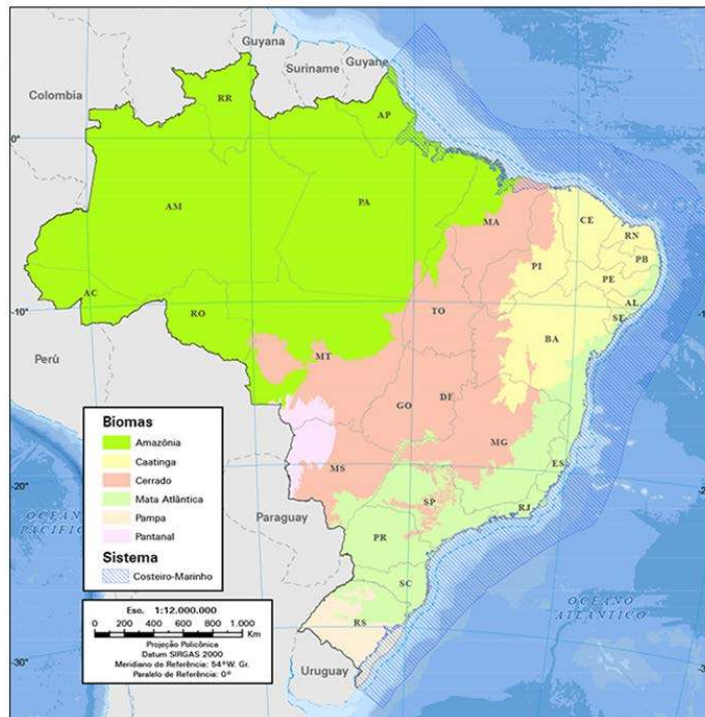 Guyana
Suriname
Guyane
Colombia
RR
AP
0°
AM
PA
MA
CE
RN
PB
PI
PE
AC
AL
SE
-10°
RO
TO
BA
-1
Perú
MT
GO
DF
MG
ES
MS
SP
RJ
-20°
OCEANO
PACÍFICO
Paraguay
PR
SC
RS
OCEANO
ATLÂNTICO
-30°
Uruguay
Biomas
Amazônia
Caatinga
Cerrado
Mata Atlântica
Pampa
Pantanal
Sistema
Costeiro-Marinho
Esc. 1:12.000.000
0 200 400 600 800 1.000
Km
Projeção Policônica
Datum SIRGAS 2000
Meridiano de Referência: 54°W. Gr.
Paralelo de Referência: 0°